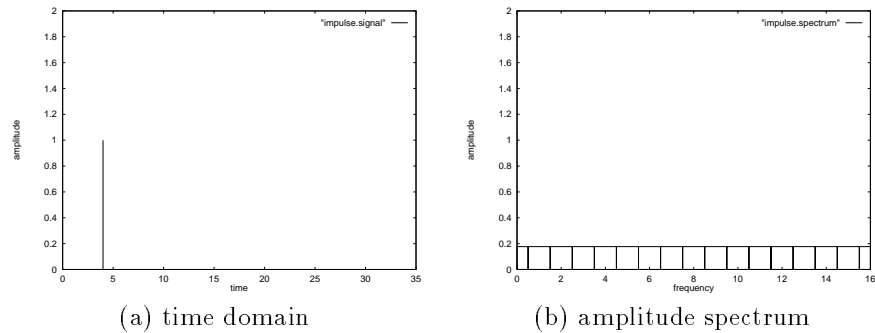 2
1.8
1.6
1.4
1.2
1
0.8
0.6
0.4
0.2
0
amplitude
"impulse.signal"
0 5 10 15 20 25 30 35
time
(a) time domain
2
1.8
1.6
1.4
1.2
1
0.8
0.6
0.4
0.2
0
amplitude
"impulse.spectrum"
0 2 4 6 8 10 12 14 16
frequency
(b) amplitude spectrum